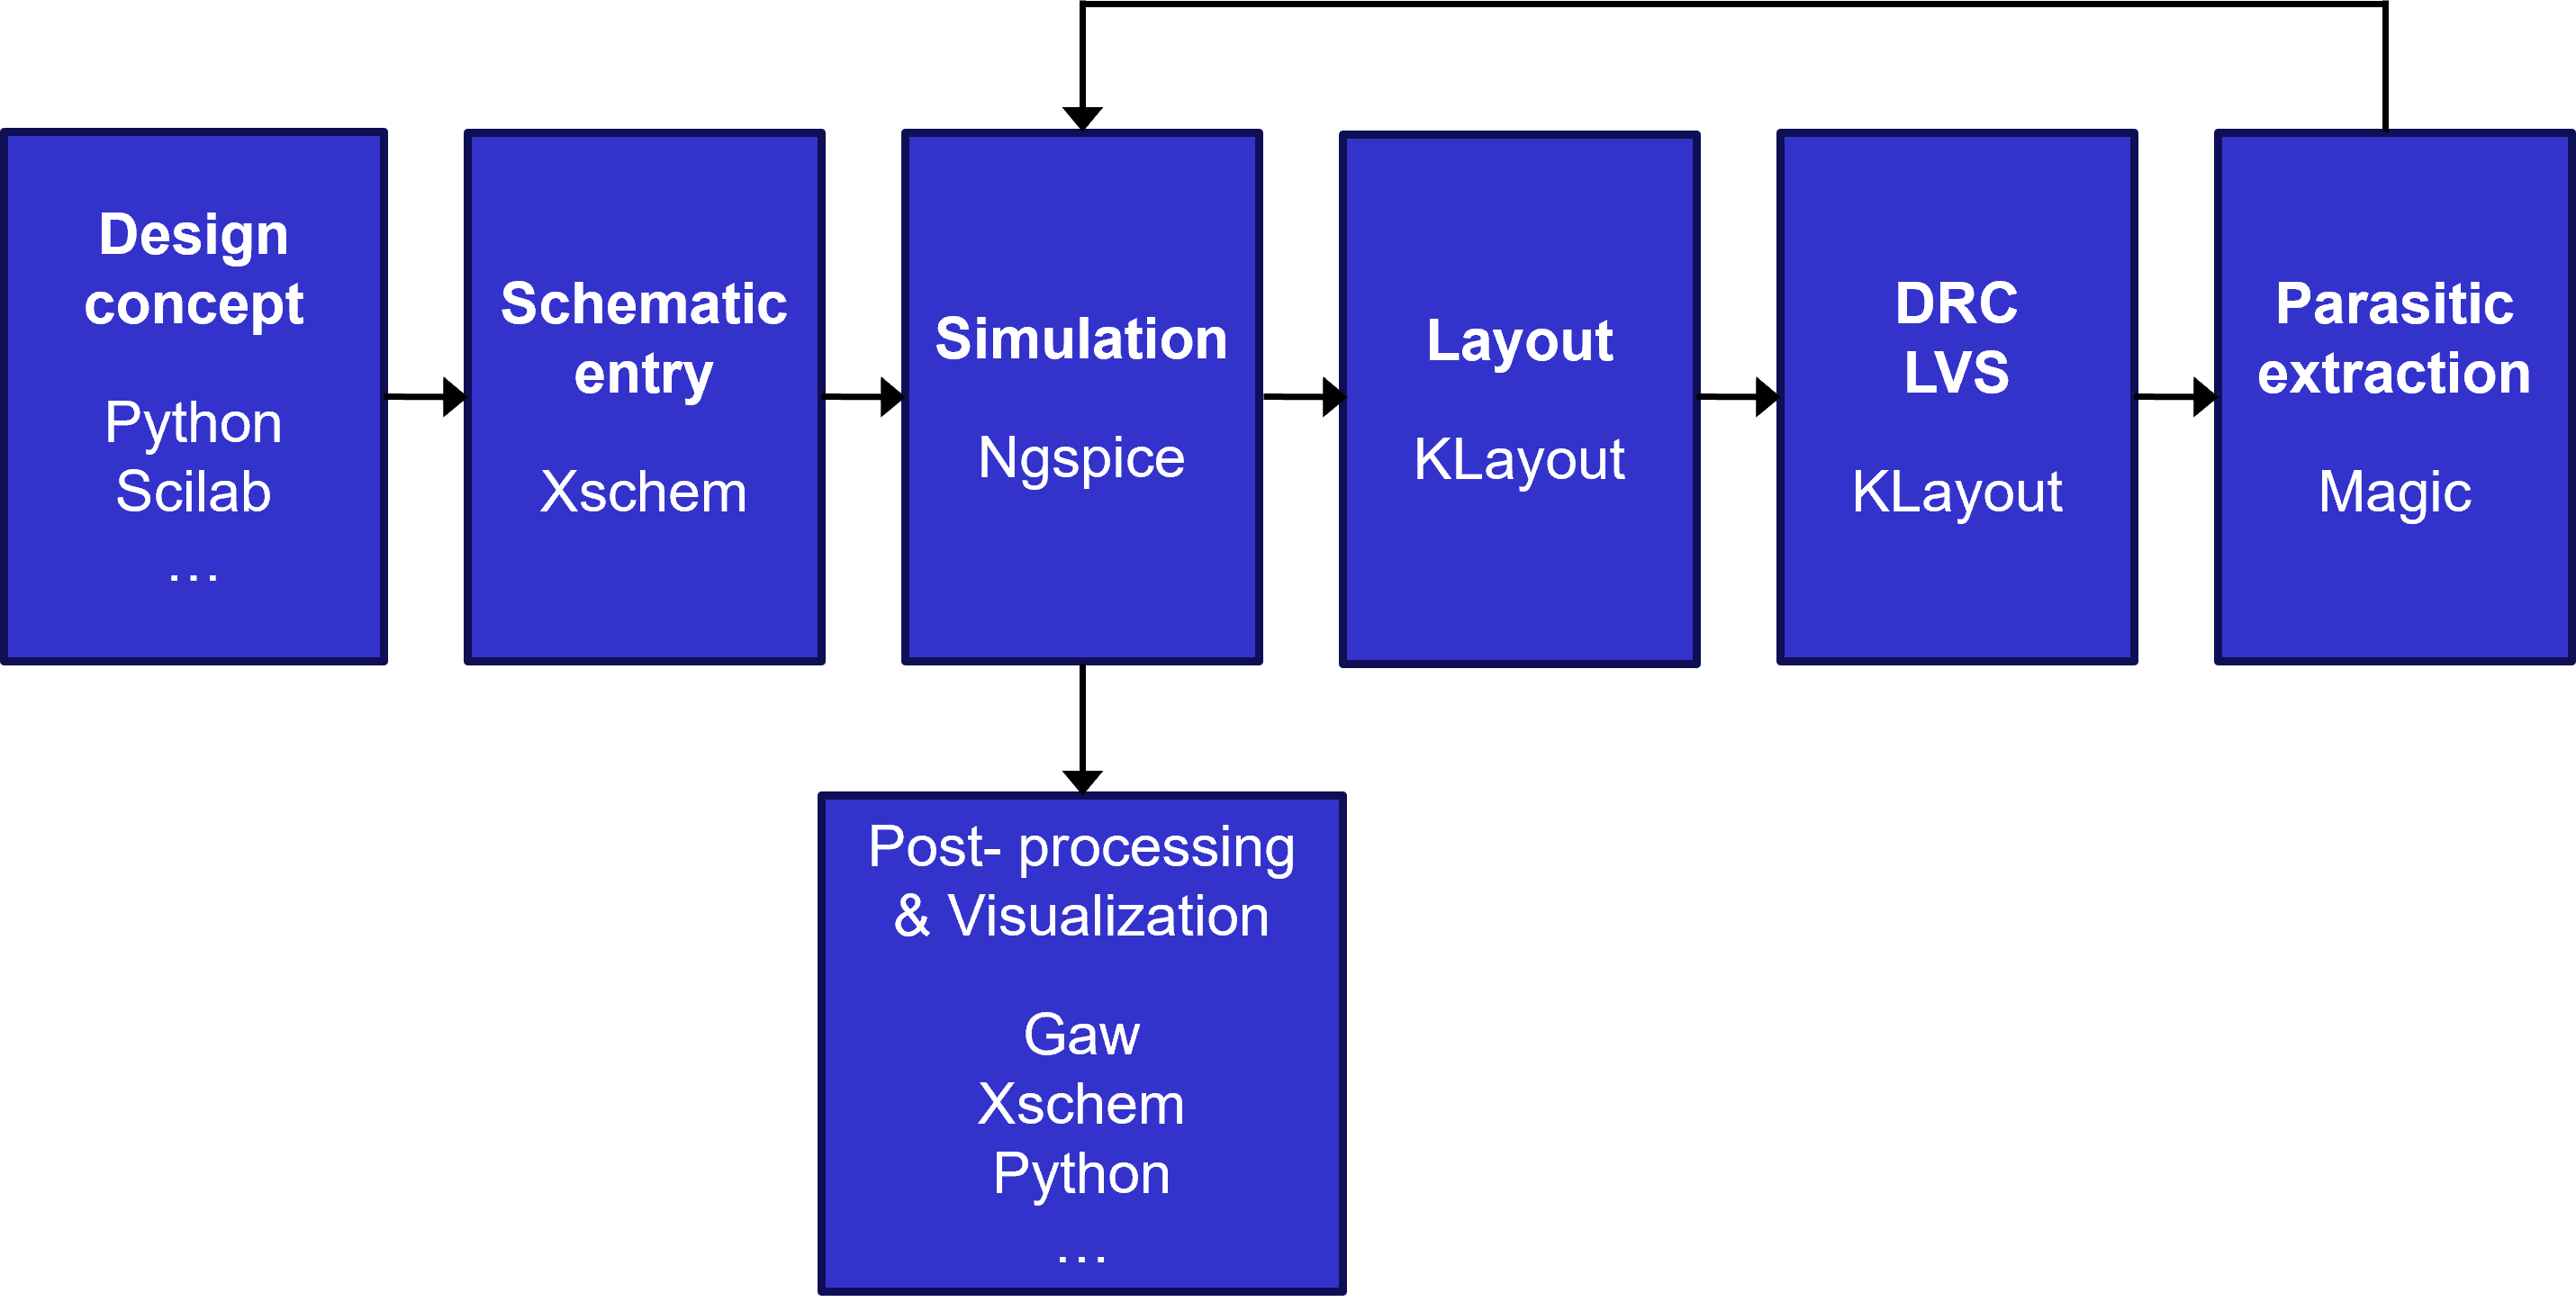 Design
concept
Python
Scilab
…
Schematic
entry
Xschem
Simulation
Ngspice
Layout
KLayout
DRC
LVS
KLayout
Parasitic
extraction
Magic
Post- processing
& Visualization
Gaw
Xschem
Python
…